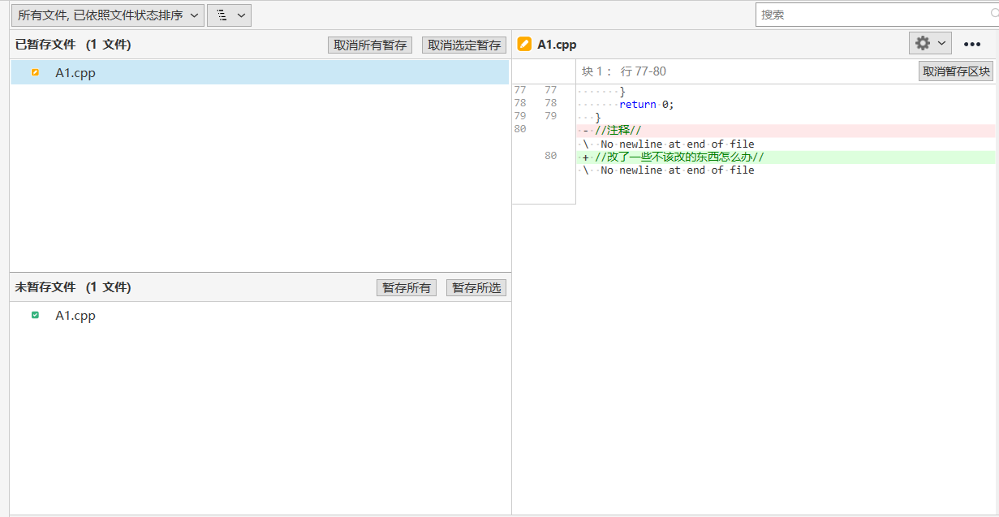 所有文件, 已依照文件状态排序
搜索
已暂存文件 (1 文件)
取消所有暂存
取消选定暂存
A1.cpp
未暂存文件 (1 文件)
暂存所有
暂存所选
A1.cpp
A1.cpp
块 1： 行 77-80
取消暂存区块
77 77 }
78 78 return 0;
79 79 }
80 - //注释//
\ No newline at end of file
80 + //改了一些不该改的东西怎么办//
\ No newline at end of file